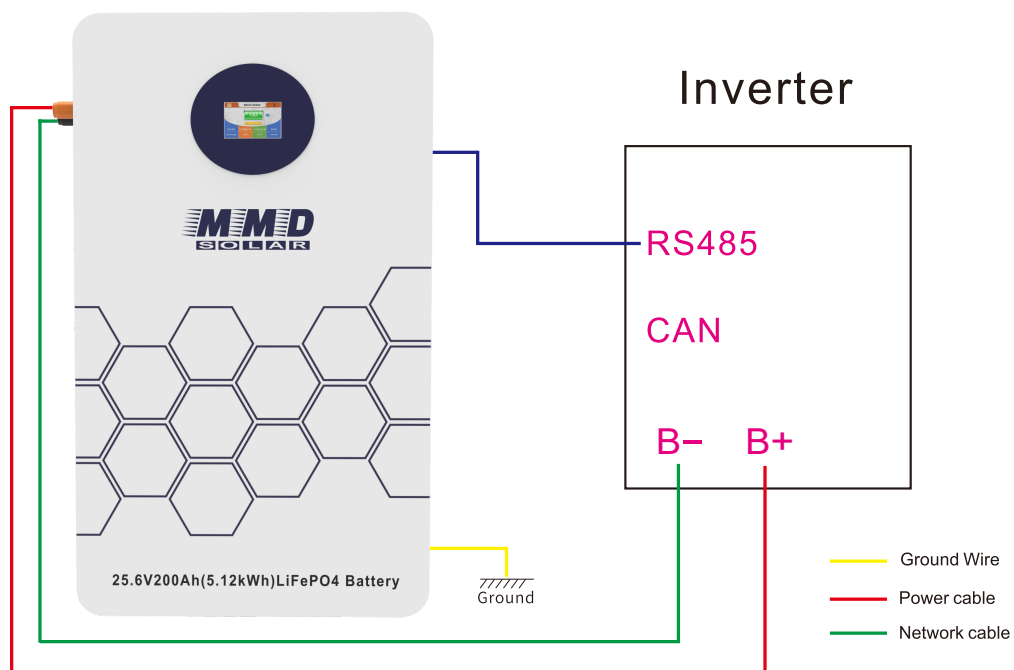 Inverter
MMD
SOLAR
RS485
CAN
B− B+
25.6V200Ah(5.12kWh)LiFePO4 Battery
Ground
Ground Wire
Power cable
Network cable